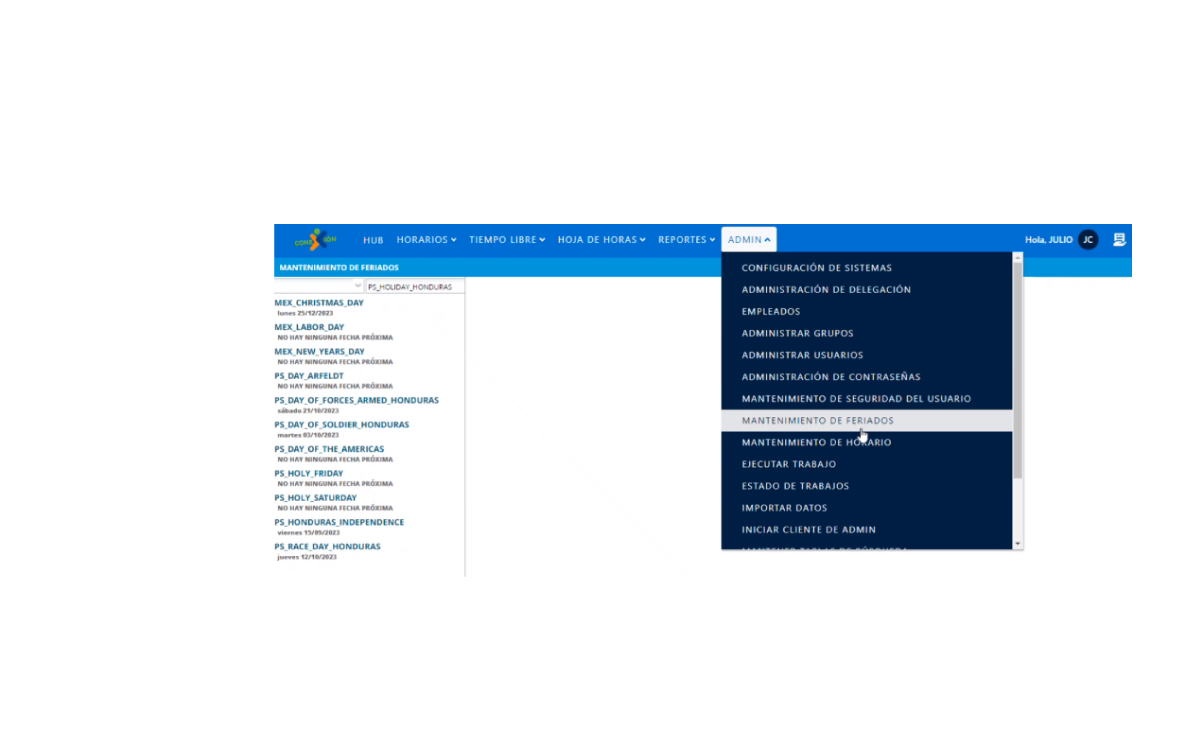 CONEXIÓN HUB HORARIOS TIEMPO LIBRE HOJA DE HORAS REPORTES ADMIN Hola, JULIO JC
MANTENIMIENTO DE FERIADOS
PS_HOLIDAY_HONDURAS
MEX_CHRISTMAS_DAY
lunes 25/12/2023
MEX_LABOR_DAY
NO HAY NINGUNA FECHA PRÓXIMA
MEX_NEW_YEARS_DAY
NO HAY NINGUNA FECHA PRÓXIMA
PS_DAY_ARFELDT
NO HAY NINGUNA FECHA PRÓXIMA
PS_DAY_OF_FORCES_ARMED_HONDURAS
sábado 21/10/2023
PS_DAY_OF_SOLDIER_HONDURAS
martes 03/10/2023
PS_DAY_OF_THE_AMERICAS
NO HAY NINGUNA FECHA PRÓXIMA
PS_HOLY_FRIDAY
NO HAY NINGUNA FECHA PRÓXIMA
PS_HOLY_SATURDAY
NO HAY NINGUNA FECHA PRÓXIMA
PS_HONDURAS_INDEPENDENCE
viernes 15/09/2023
PS_RACE_DAY_HONDURAS
jueves 12/10/2023
CONFIGURACIÓN DE SISTEMAS
ADMINISTRACIÓN DE DELEGACIÓN
EMPLEADOS
ADMINISTRAR GRUPOS
ADMINISTRAR USUARIOS
ADMINISTRACIÓN DE CONTRASEÑAS
MANTENIMIENTO DE SEGURIDAD DEL USUARIO
MANTENIMIENTO DE FERIADOS
MANTENIMIENTO DE HORARIO
EJECUTAR TRABAJO
ESTADO DE TRABAJOS
IMPORTAR DATOS
INICIAR CLIENTE DE ADMIN
MANTENER TABLAS DE BÚSQUEDA